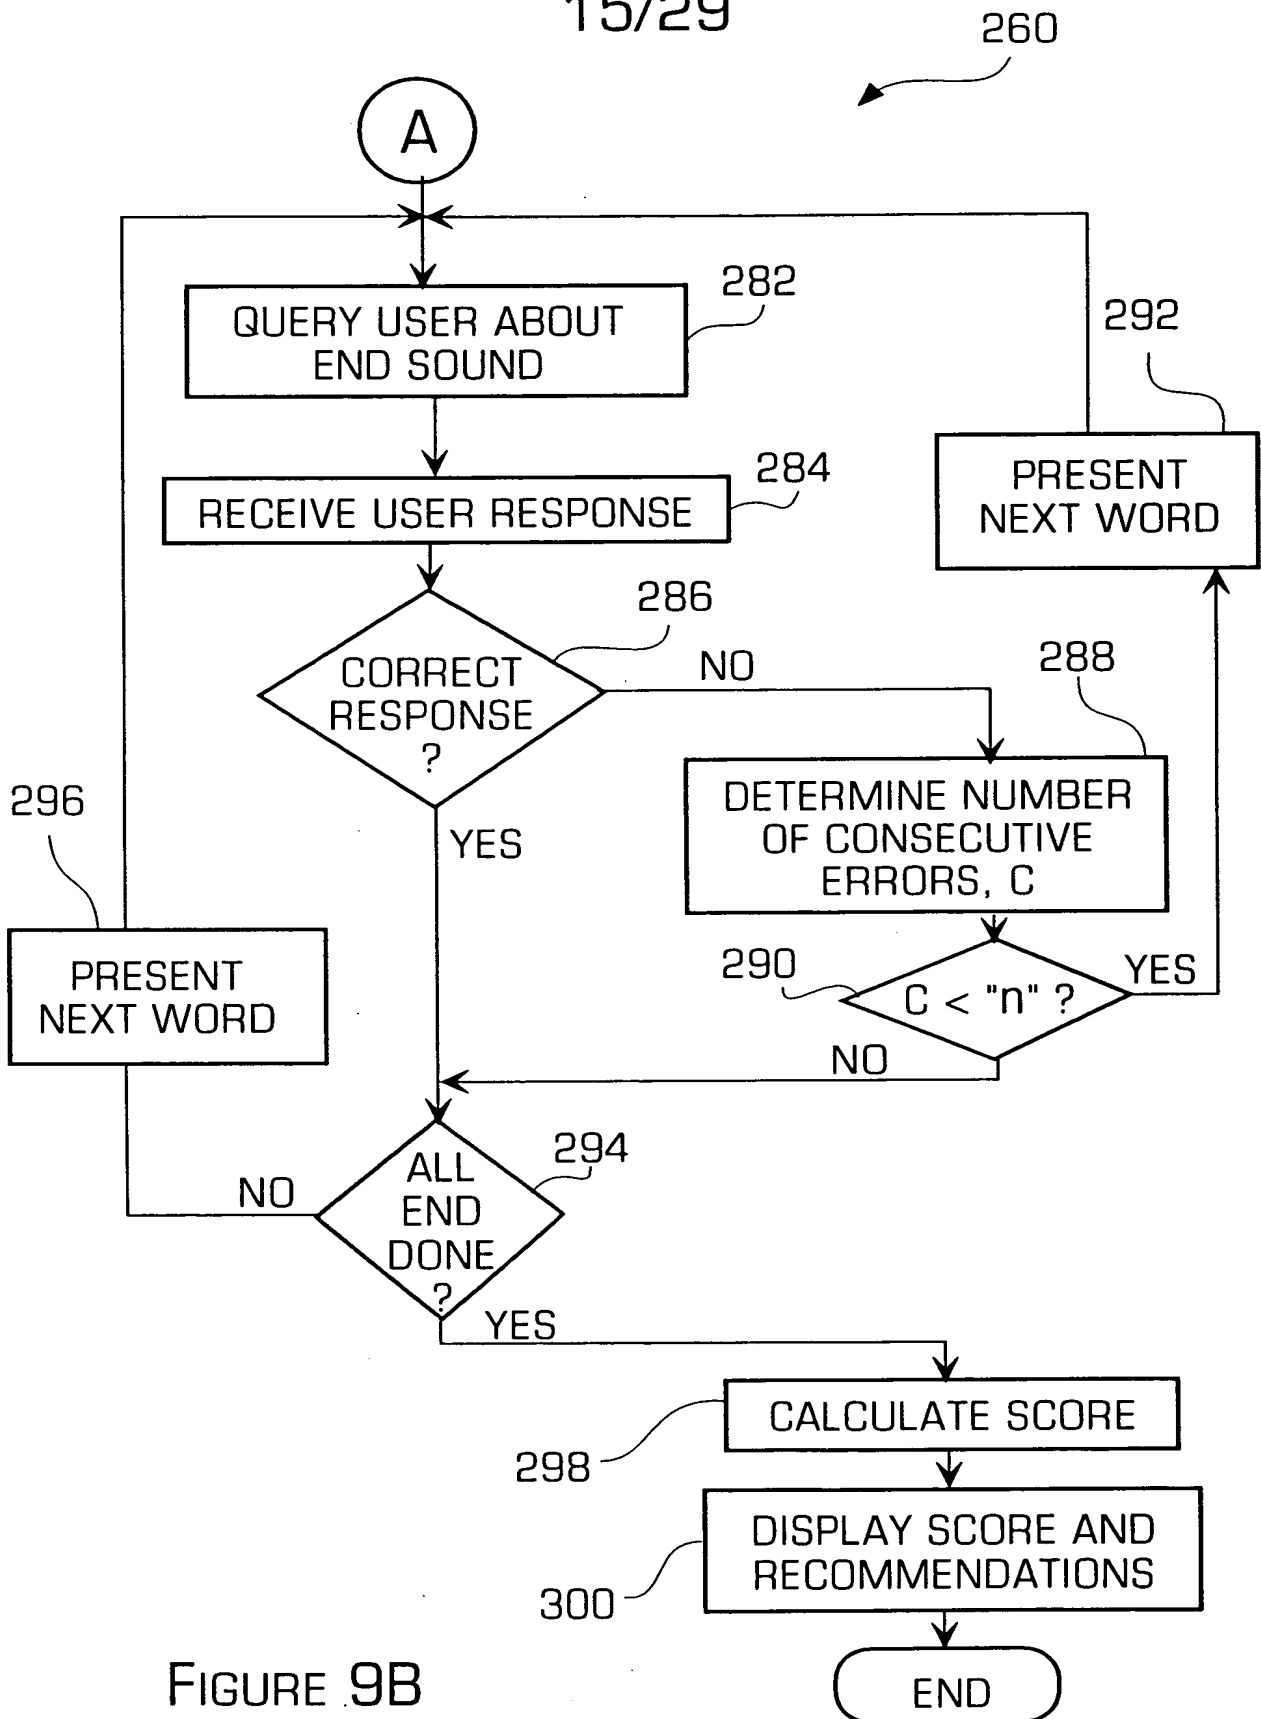 15/29
260
A
282
QUERY USER ABOUT
END SOUND
292
PRESENT
NEXT WORD
284
RECEIVE USER RESPONSE
286
CORRECT
RESPONSE
?
NO
288
DETERMINE NUMBER
OF CONSECUTIVE
ERRORS, C
296
YES
PRESENT
NEXT WORD
290
C < "n" ?
YES
NO
294
ALL
END
DONE
?
NO
YES
CALCULATE SCORE
298
DISPLAY SCORE AND
RECOMMENDATIONS
300
FIGURE 9B
END